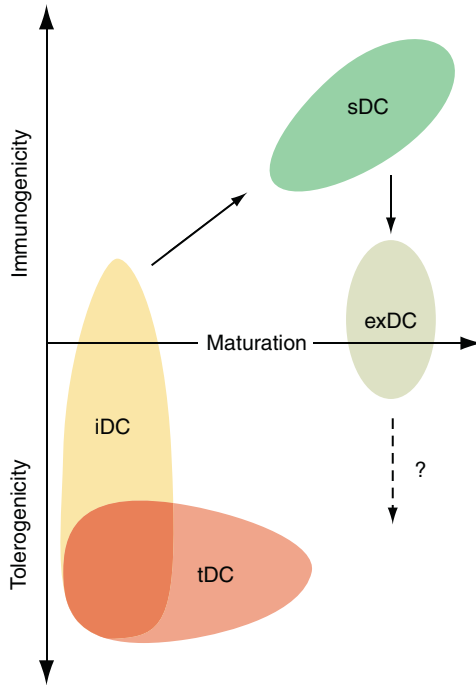 sDC
Immunogenicity
exDC
Maturation
iDC
?
Tolerogenicity
tDC